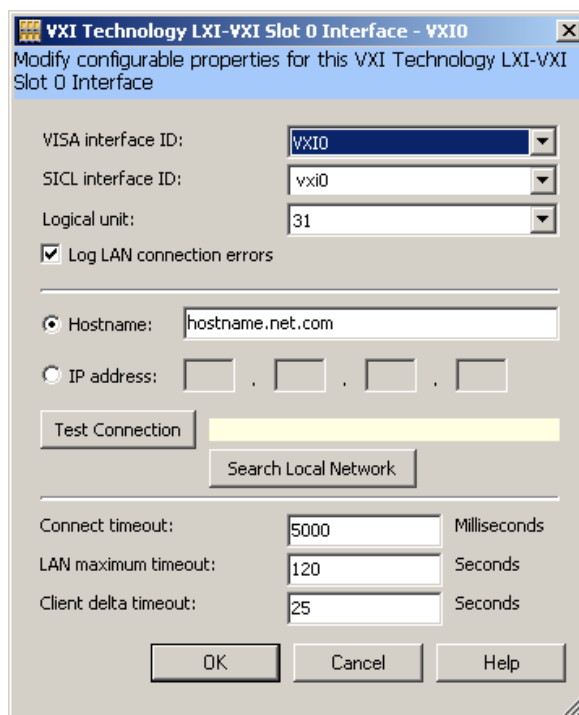 VXI Technology LXI-VXI Slot 0 Interface - VXI0
Modify configurable properties for this VXI Technology LXI-VXI
Slot 0 Interface
VISA interface ID: VXI0
SICL interface ID: vxi0
Logical unit: 31
Log LAN connection errors
Hostname: hostname.net.com
IP address: . . .
Test Connection
Search Local Network
Connect timeout: 5000 Milliseconds
LAN maximum timeout: 120 Seconds
Client delta timeout: 25 Seconds
OK Cancel Help